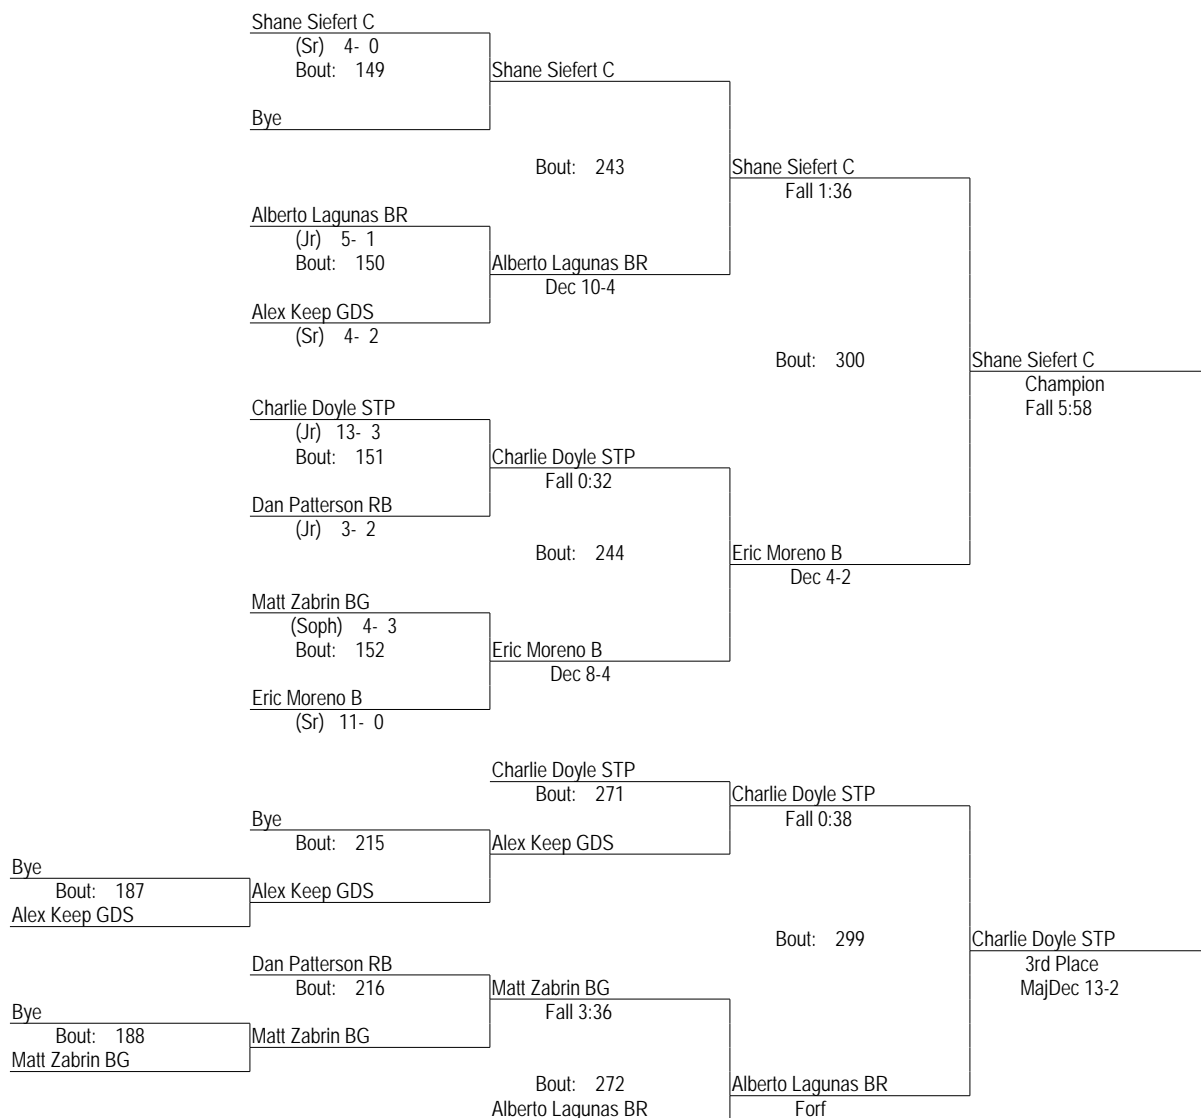 Shane Siefert C
(Sr) 4- 0
Bout: 149
Shane Siefert C
Bye
Bout: 243
Shane Siefert C
Fall 1:36
Alberto Lagunas BR
(Jr) 5- 1
Bout: 150
Alberto Lagunas BR
Dec 10-4
Alex Keep GDS
(Sr) 4- 2
Bout: 300
Shane Siefert C
Champion
Fall 5:58
Charlie Doyle STP
(Jr) 13- 3
Bout: 151
Charlie Doyle STP
Fall 0:32
Dan Patterson RB
(Jr) 3- 2
Bout: 244
Eric Moreno B
Dec 4-2
Matt Zabrin BG
(Soph) 4- 3
Bout: 152
Eric Moreno B
Dec 8-4
Eric Moreno B
(Sr) 11- 0
Charlie Doyle STP
Bout: 271
Charlie Doyle STP
Fall 0:38
Bye
Bout: 215
Alex Keep GDS
Bye
Bout: 187
Alex Keep GDS
Alex Keep GDS
Bout: 299
Charlie Doyle STP
3rd Place
MajDec 13-2
Dan Patterson RB
Bout: 216
Matt Zabrin BG
Fall 3:36
Bye
Bout: 188
Matt Zabrin BG
Matt Zabrin BG
Bout: 272
Alberto Lagunas BR
Forf
Alberto Lagunas BR